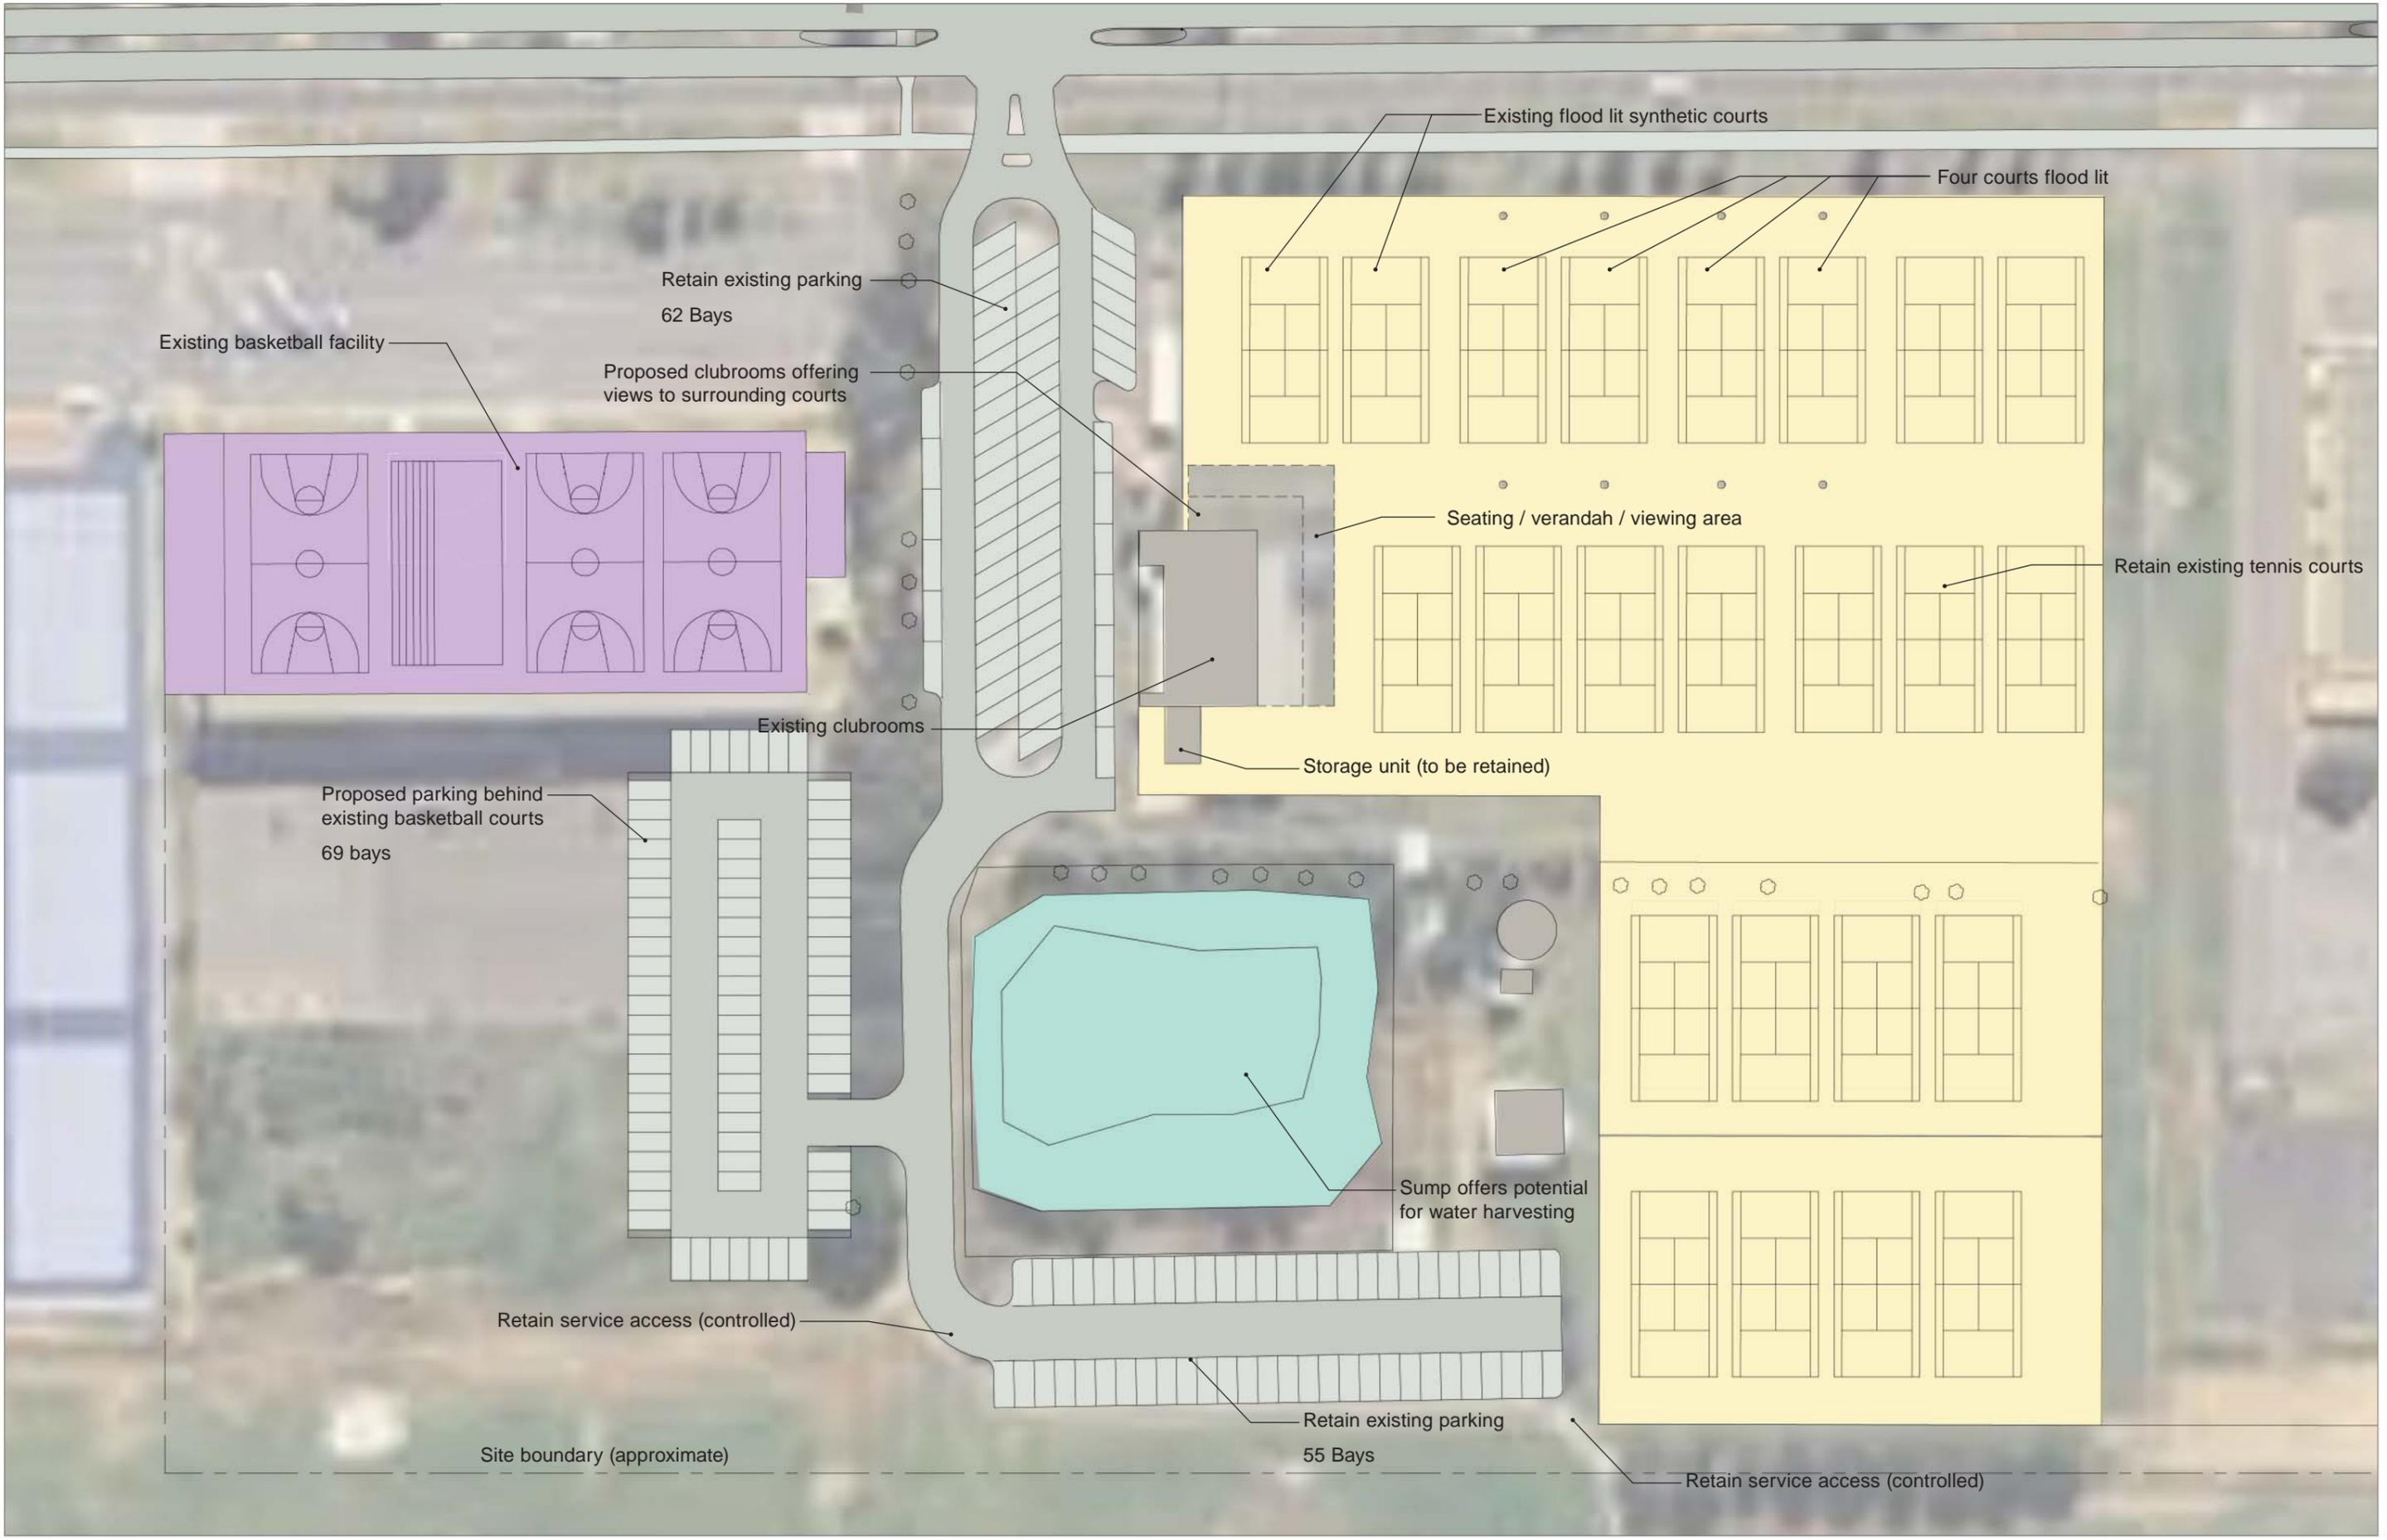 Existing flood lit synthetic courts
Four courts flood lit
Retain existing parking
62 Bays
Existing basketball facility
Proposed clubrooms offering
views to surrounding courts
Seating / verandah / viewing area
Retain existing tennis courts
Existing clubrooms
Storage unit (to be retained)
Proposed parking behind
existing basketball courts
69 bays
Sump offers potential
for water harvesting
Retain service access (controlled)
Retain existing parking
55 Bays
Site boundary (approximate)
Retain service access (controlled)